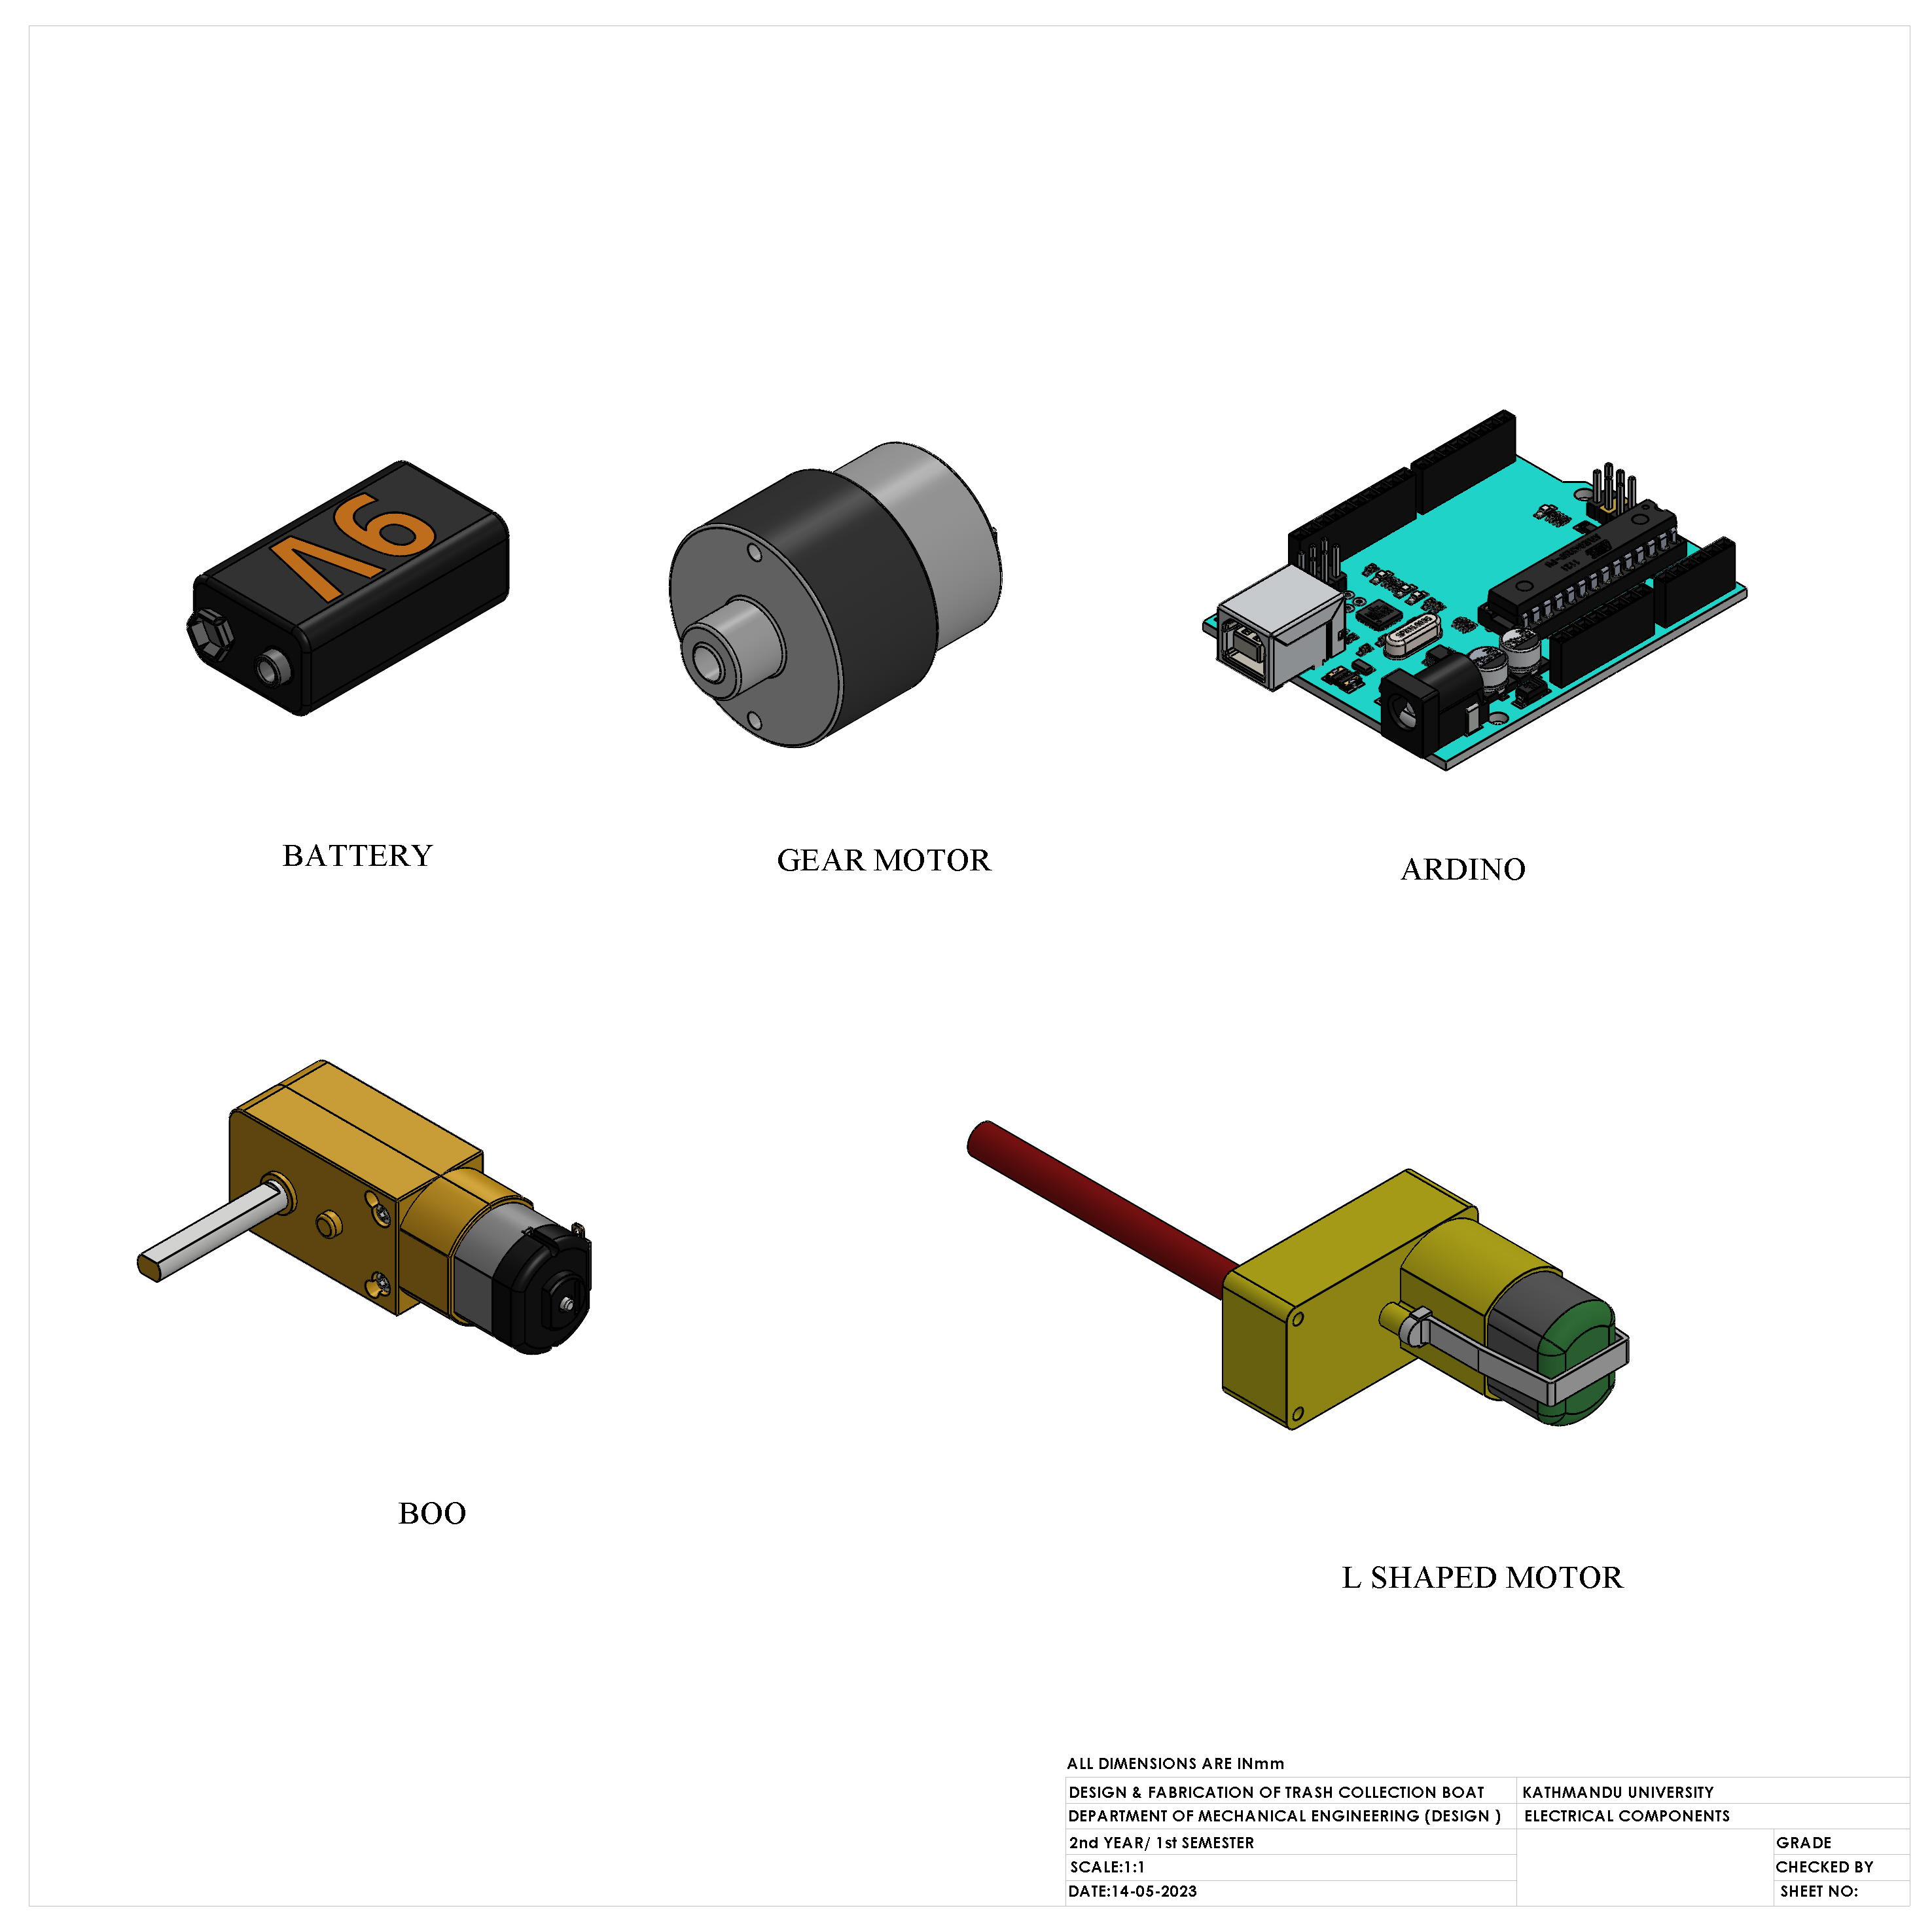 9V
BATTERY
GEAR MOTOR
ARDINO
BOO
L SHAPED MOTOR
ALL DIMENSIONS ARE INmm
DESIGN & FABRICATION OF TRASH COLLECTION BOAT
KATHMANDU UNIVERSITY
DEPARTMENT OF MECHANICAL ENGINEERING (DESIGN )
ELECTRICAL COMPONENTS
2nd YEAR/ 1st SEMESTER
GRADE
SCALE:1:1
CHECKED BY
DATE:14-05-2023
SHEET NO: